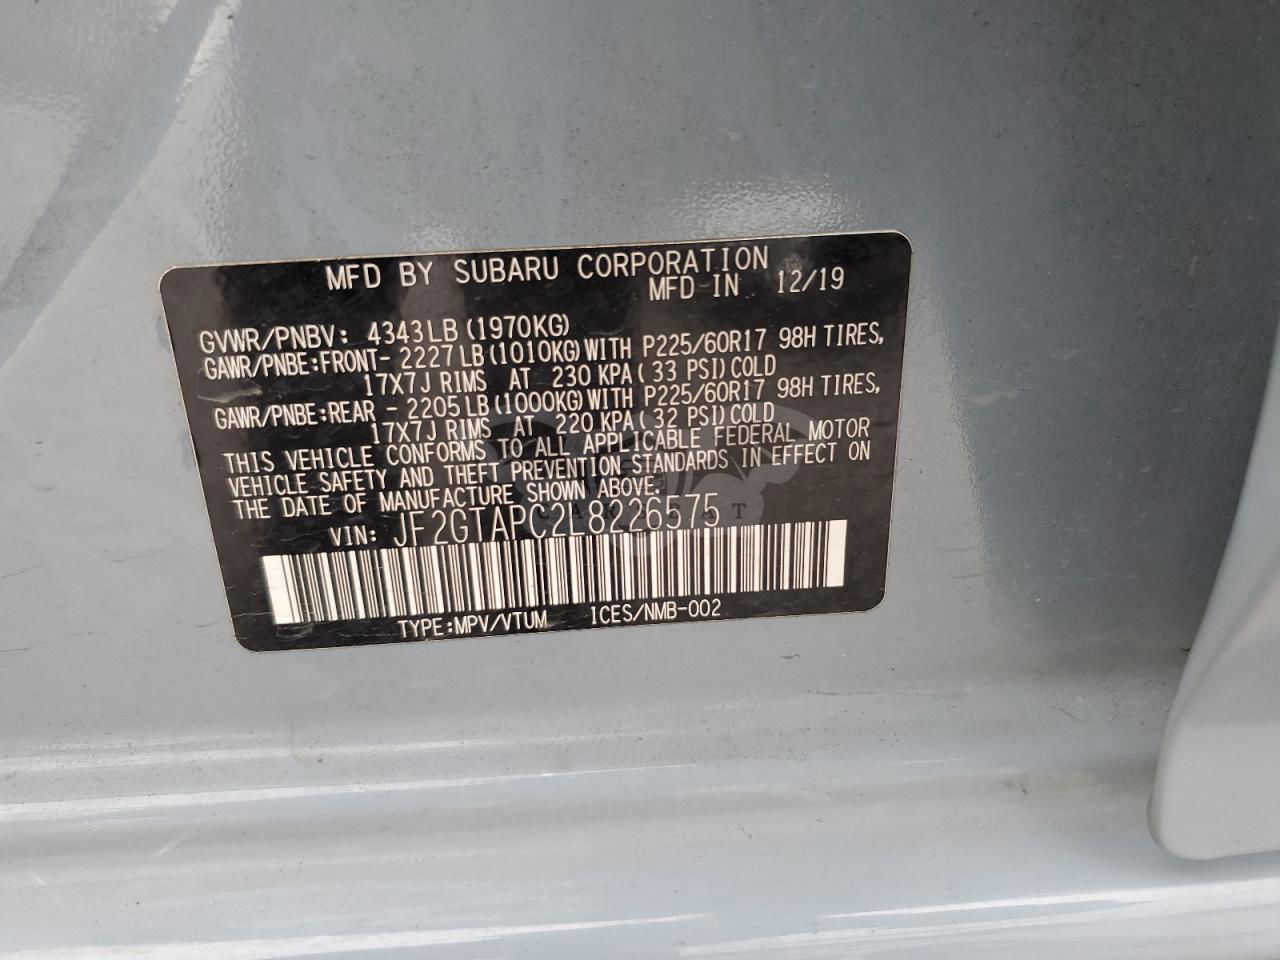 MFD BY SUBARU CORPORATION
MFD IN 12/19
GVWR/PNBV: 4343LB(1970KG)
GAWR/PNBE:FRONT- 2227LB(1010KG)WITH P225/60R17 98H TIRES,
17X7J RIMS AT 230 KPA(33 PSI)COLD
GAWR/PNBE:REAR - 2205LB(1000KG)WITH P225/60R17 98H TIRES,
17X7J RIMS AT 220 KPA(32 PSI)COLD
THIS VEHICLE CONFORMS TO ALL APPLICABLE FEDERAL MOTOR
VEHICLE SAFETY AND THEFT PREVENTION STANDARDS IN EFFECT ON
THE DATE OF MANUFACTURE SHOWN ABOVE.
VIN: JF2GTAPC2L8226575
TYPE:MPV/VTUM ICES/NMB-002